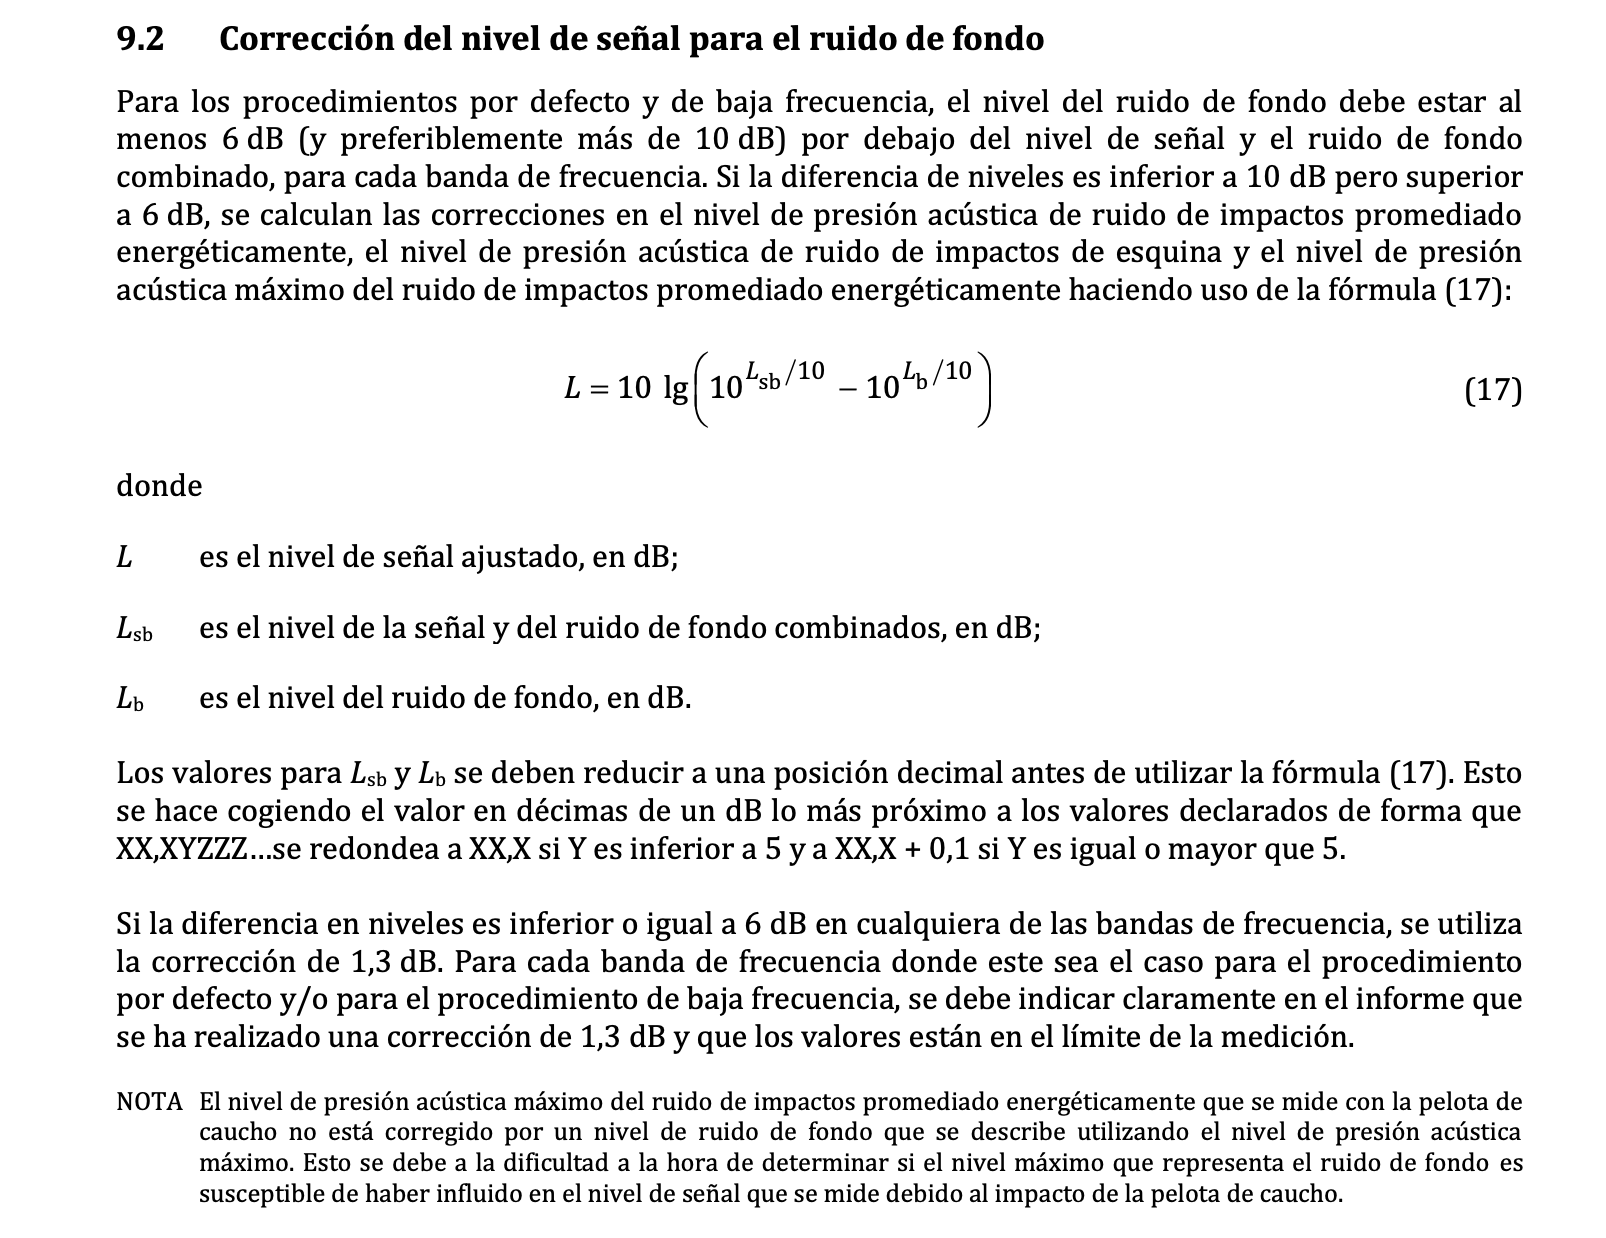 9.2 Corrección del nivel de señal para el ruido de fondo
Para los procedimientos por defecto y de baja frecuencia, el nivel del ruido de fondo debe estar al
menos 6 dB (y preferiblemente más de 10 dB) por debajo del nivel de señal y el ruido de fondo
combinado, para cada banda de frecuencia. Si la diferencia de niveles es inferior a 10 dB pero superior
a 6 dB, se calculan las correcciones en el nivel de presión acústica de ruido de impactos promediado
energéticamente, el nivel de presión acústica de ruido de impactos de esquina y el nivel de presión
acústica máximo del ruido de impactos promediado energéticamente haciendo uso de la fórmula (17):
L = 10 lg(10^{L_sb/10} – 10^{L_b/10}) (17)
donde
L es el nivel de señal ajustado, en dB;
L_sb es el nivel de la señal y del ruido de fondo combinados, en dB;
L_b es el nivel del ruido de fondo, en dB.
Los valores para L_sb y L_b se deben reducir a una posición decimal antes de utilizar la fórmula (17). Esto
se hace cogiendo el valor en décimas de un dB lo más próximo a los valores declarados de forma que
XX,XYZZZ...se redondea a XX,X si Y es inferior a 5 y a XX,X + 0,1 si Y es igual o mayor que 5.
Si la diferencia en niveles es inferior o igual a 6 dB en cualquiera de las bandas de frecuencia, se utiliza
la corrección de 1,3 dB. Para cada banda de frecuencia donde este sea el caso para el procedimiento
por defecto y/o para el procedimiento de baja frecuencia, se debe indicar claramente en el informe que
se ha realizado una corrección de 1,3 dB y que los valores están en el límite de la medición.
NOTA El nivel de presión acústica máximo del ruido de impactos promediado energéticamente que se mide con la pelota de
caucho no está corregido por un nivel de ruido de fondo que se describe utilizando el nivel de presión acústica
máximo. Esto se debe a la dificultad a la hora de determinar si el nivel máximo que representa el ruido de fondo es
susceptible de haber influido en el nivel de señal que se mide debido al impacto de la pelota de caucho.